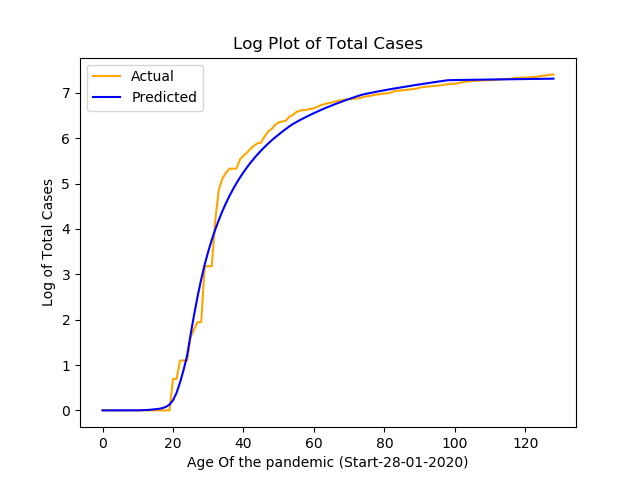 Log Plot of Total Cases
Actual
Predicted
7
6
5
4
3
2
1
0
Log of Total Cases
0 20 40 60 80 100 120
Age Of the pandemic (Start-28-01-2020)